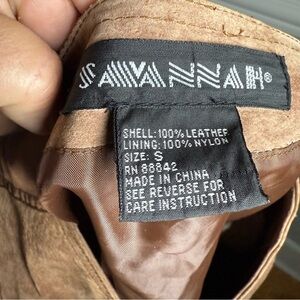 SAVANNAH®
SHELL: 100% LEATHER
LINING: 100% NYLON
SIZE: S
RN 88842
MADE IN CHINA
SEE REVERSE FOR
CARE INSTRUCTION